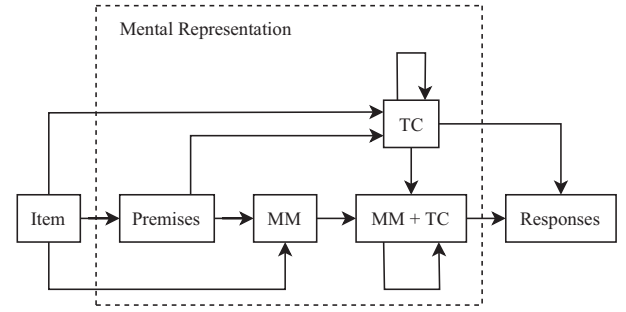 Mental Representation
TC
Item
Premises
MM
MM + TC
Responses